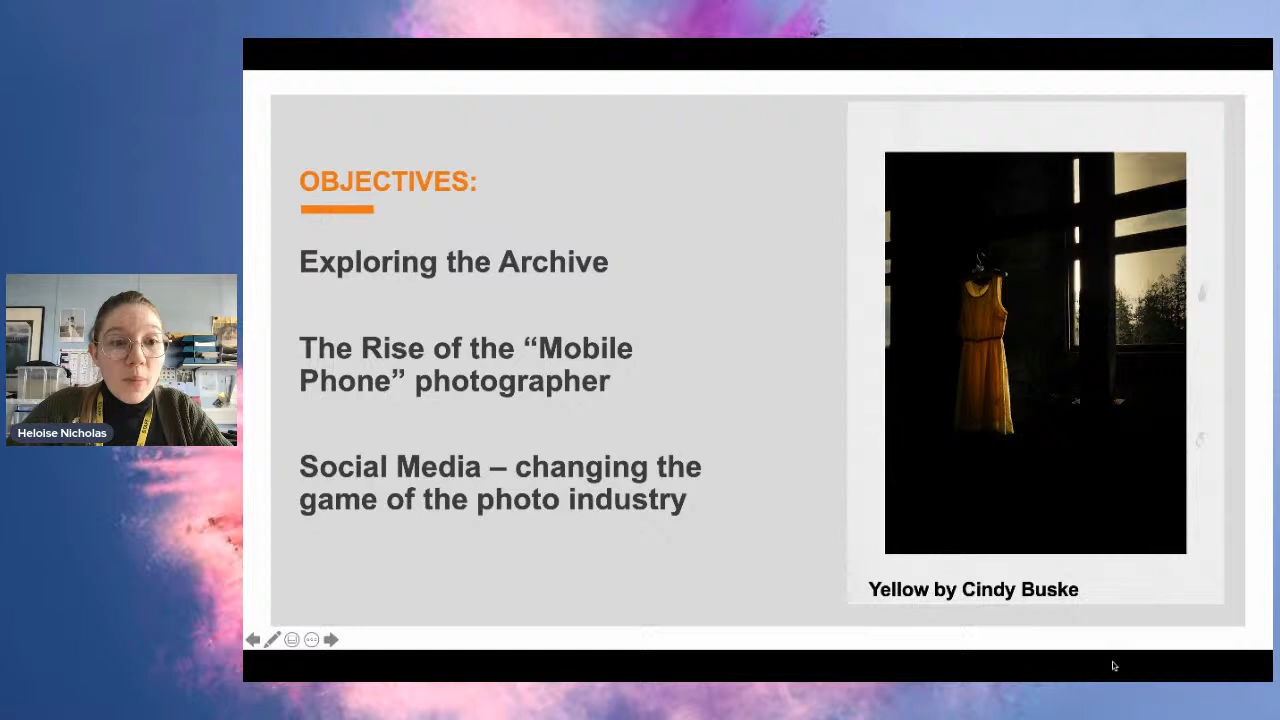 OBJECTIVES:
Exploring the Archive
The Rise of the “Mobile
Phone” photographer
Social Media – changing the
game of the photo industry
Yellow by Cindy Buske
Heloise Nicholas